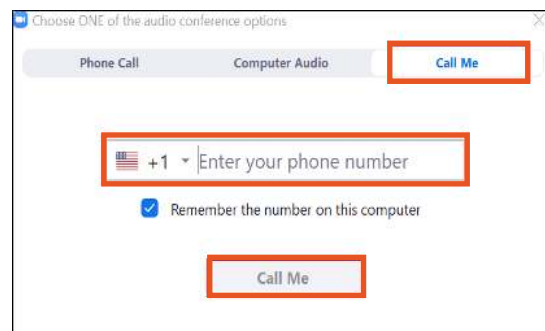 Choose ONE of the audio conference options
Phone Call Computer Audio Call Me
+1 Enter your phone number
Remember the number on this computer
Call Me